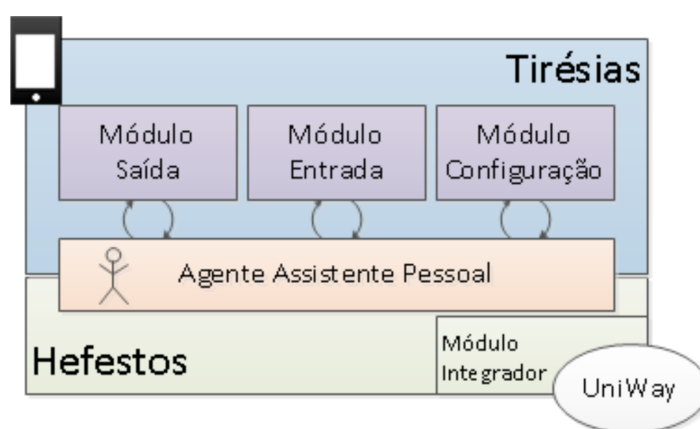 Tirésias
Módulo
Saída
Módulo
Entrada
Módulo
Configuração
Agente Assistente Pessoal
Hefestos
Módulo
Integrador
UniWay